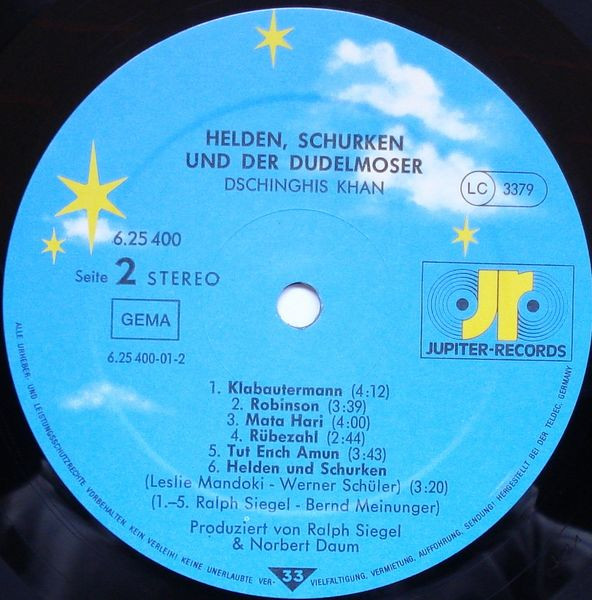 HELDEN, SCHURKEN
UND DER DUDELMOSER
DSCHINGHIS KHAN
LC 3379
6.25 400
Seite 2 STEREO
GEMA
6.25 400-01-2
jr
JUPITER-RECORDS
1. Klabautermann (4:12)
2. Robinson (3:39)
3. Mata Hari (4:00)
4. Rübezahl (2:44)
5. Tut Ench Amun (3:43)
6. Helden und Schurken
(Leslie Mandoki - Werner Schüler) (3:20)
(1.–5. Ralph Siegel - Bernd Meinunger)
Produziert von Ralph Siegel
& Norbert Daum
33
ALLE URHEBER- UND LEISTUNGSSCHUTZRECHTE VORBEHALTEN. KEIN VERLEIH! KEINE UNERLAUBTE VER- VIELFÄLTIGUNG, VERMIETUNG, AUFFÜHRUNG, SENDUNG! HERGESTELLT BEI DER TELDEC, GERMANY